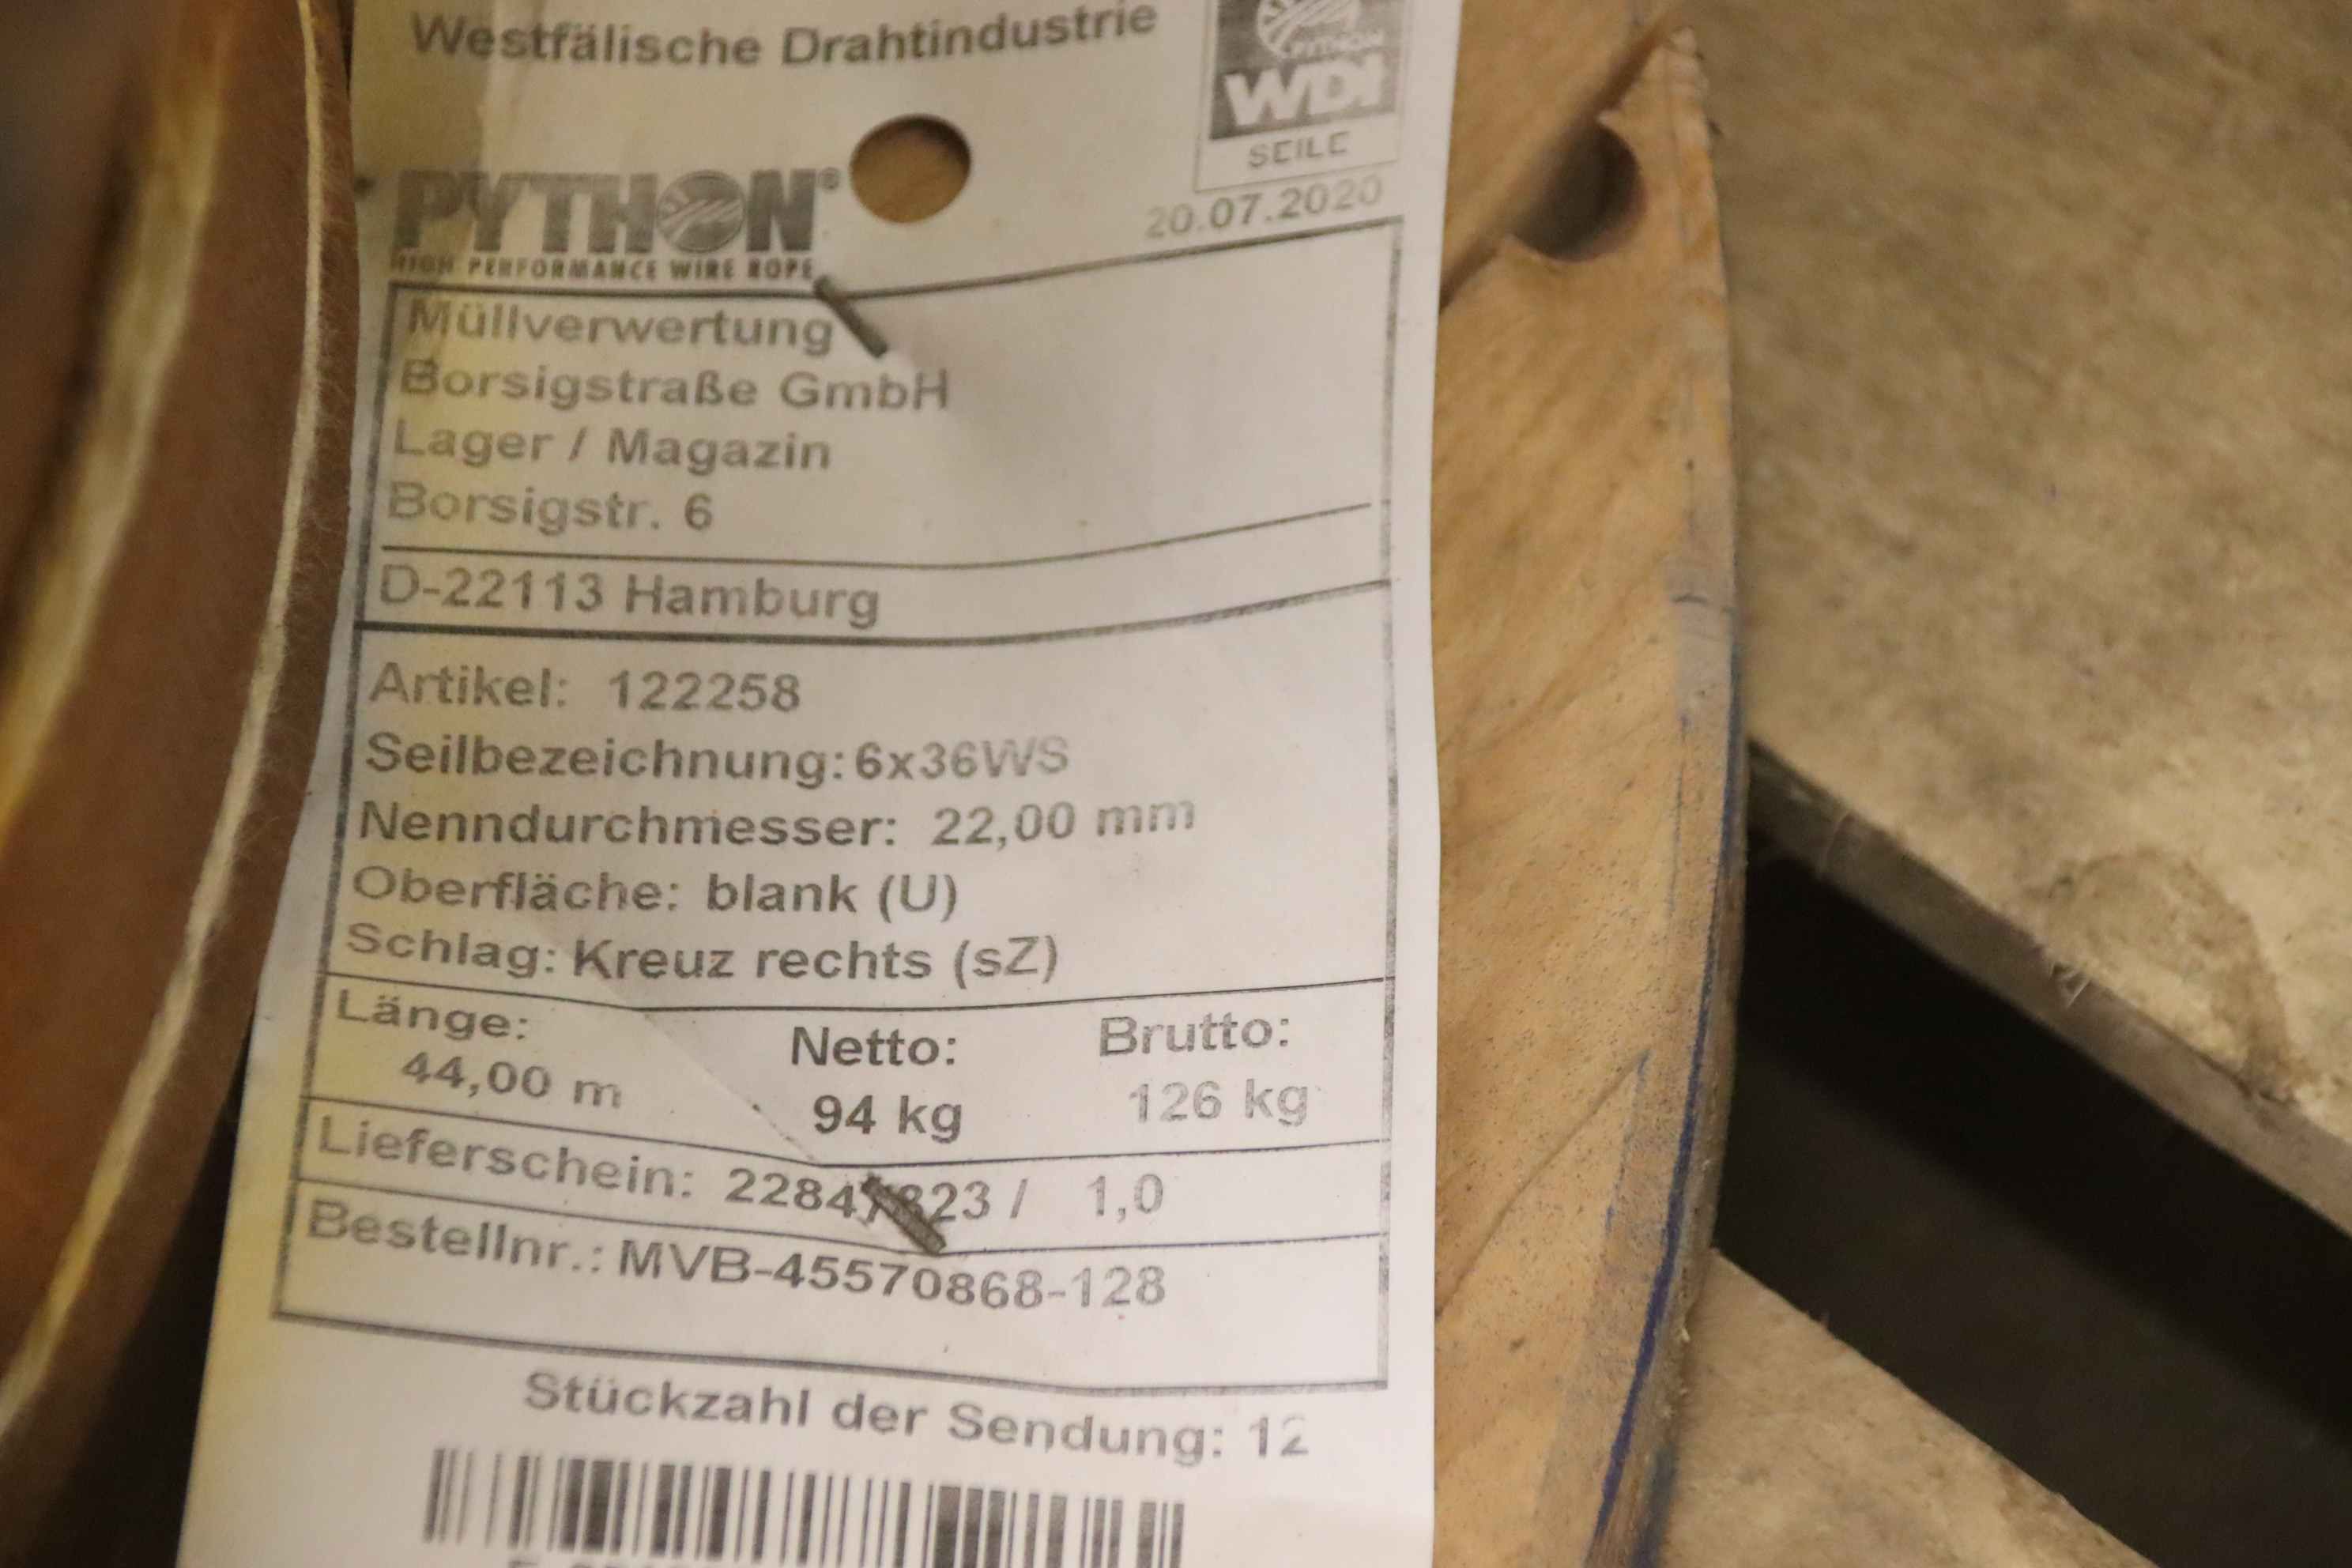 Westfälische Drahtindustrie
PYTHON
WDI
SEILE
PYTHON®
HIGH PERFORMANCE WIRE ROPE
20.07.2020
Müllverwertung
Borsigstraße GmbH
Lager / Magazin
Borsigstr. 6
D-22113 Hamburg
Artikel: 122258
Seilbezeichnung: 6x36WS
Nenndurchmesser: 22,00 mm
Oberfläche: blank (U)
Schlag: Kreuz rechts (sZ)
Länge: Netto: Brutto:
44,00 m 94 kg 126 kg
Lieferschein: / 1,0
Bestellnr.: MVB-45570868-128
Stückzahl der Sendung: 12